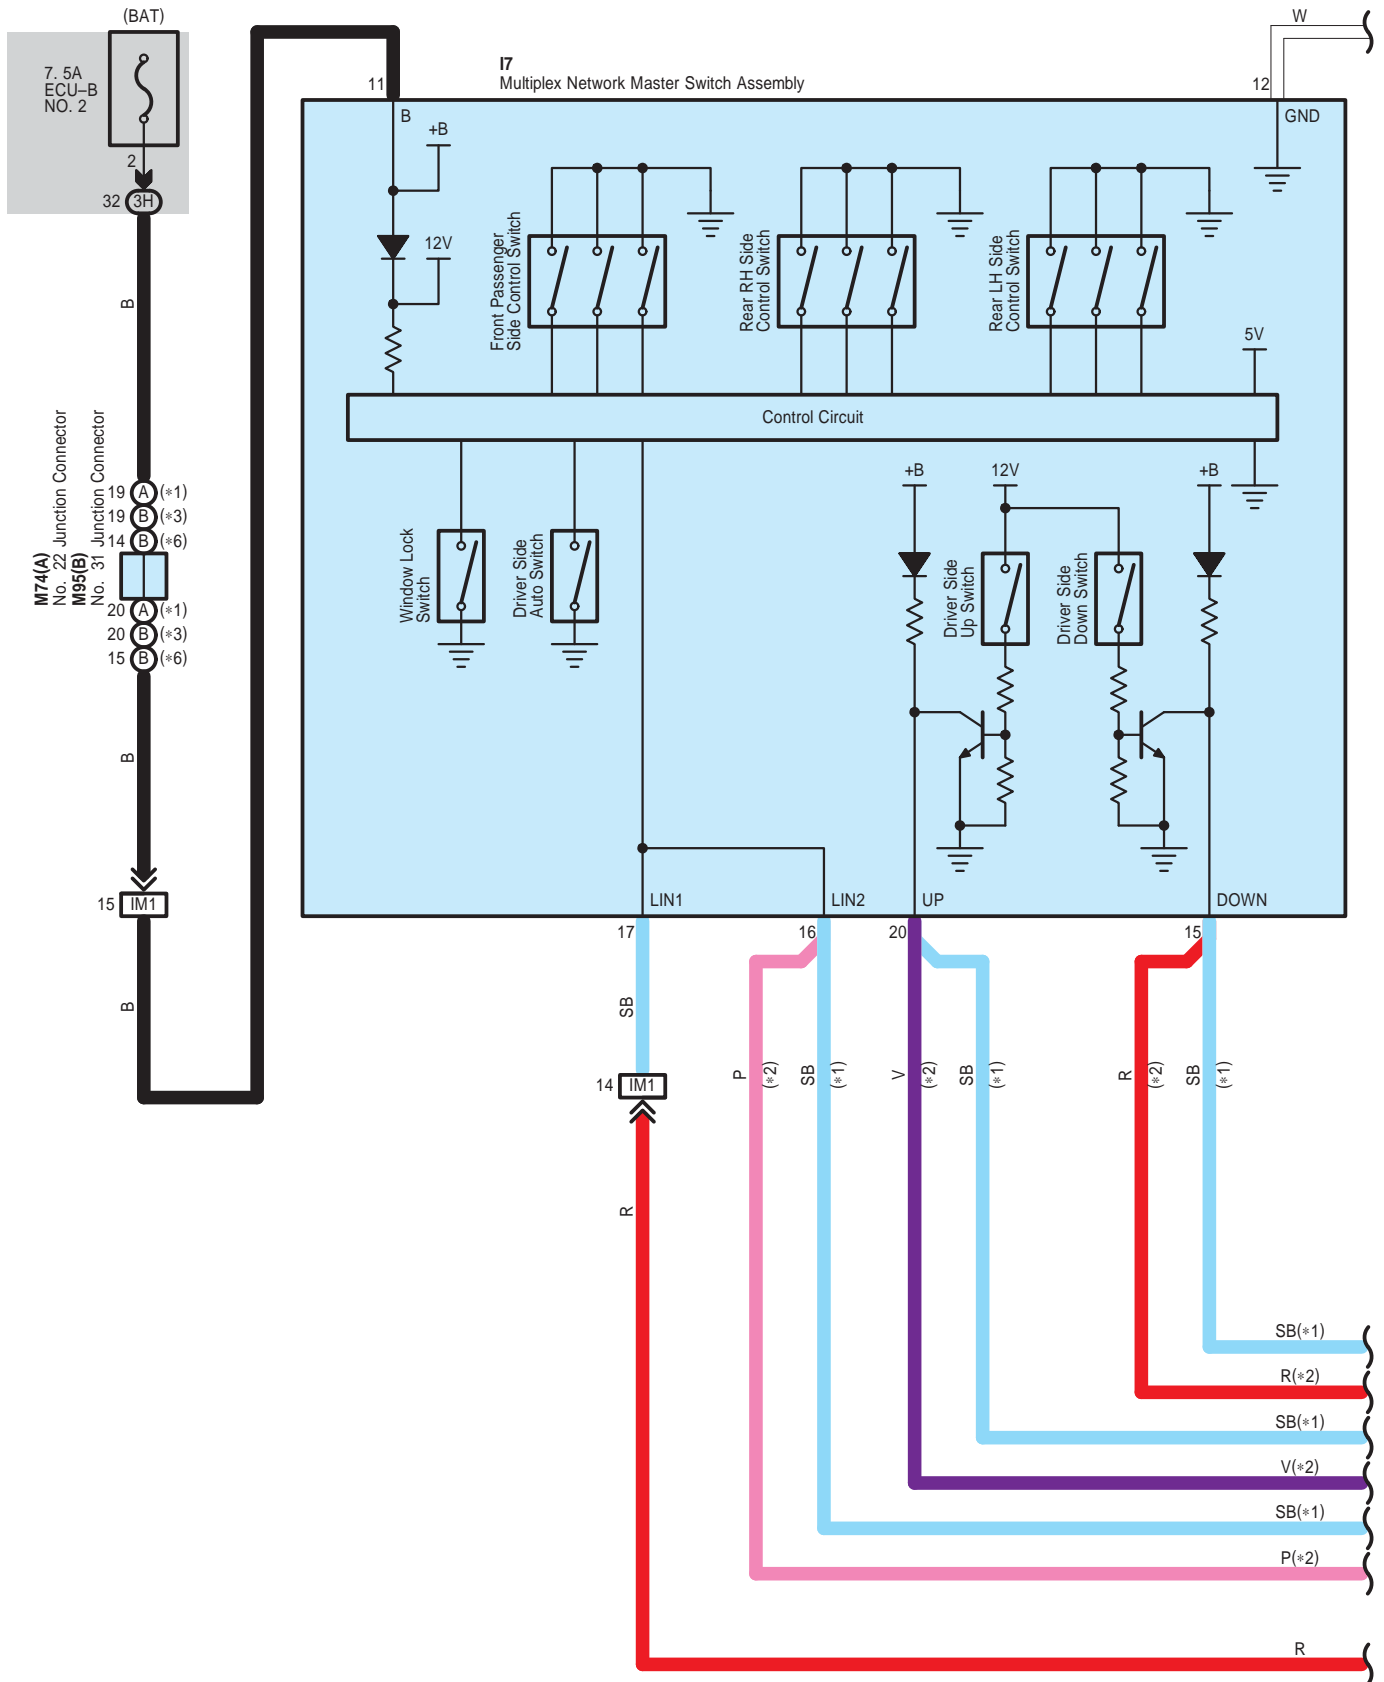 (BAT)
7. 5A
ECU–B
NO. 2
2
32
3H
B
M74(A)
No. 22 Junction Connector
M95(B)
No. 31 Junction Connector
19 A (∗1)
19 B (∗3)
14 B (∗6)
20 A (∗1)
20 B (∗3)
15 B (∗6)
B
15 IM1
B
11
I7
Multiplex Network Master Switch Assembly
12
W
B
GND
+B
12V
Front Passenger
Side Control Switch
Rear RH Side
Control Switch
Rear LH Side
Control Switch
5V
Control Circuit
Window Lock
Switch
Driver Side
Auto Switch
+B
12V
+B
Driver Side
Up Switch
Driver Side
Down Switch
LIN1
LIN2
UP
DOWN
17
16
20
15
SB
14 IM1
R
P
(∗2)
SB
(∗1)
V
(∗2)
SB
(∗1)
R
(∗2)
SB
(∗1)
SB(∗1)
R(∗2)
SB(∗1)
V(∗2)
SB(∗1)
P(∗2)
R